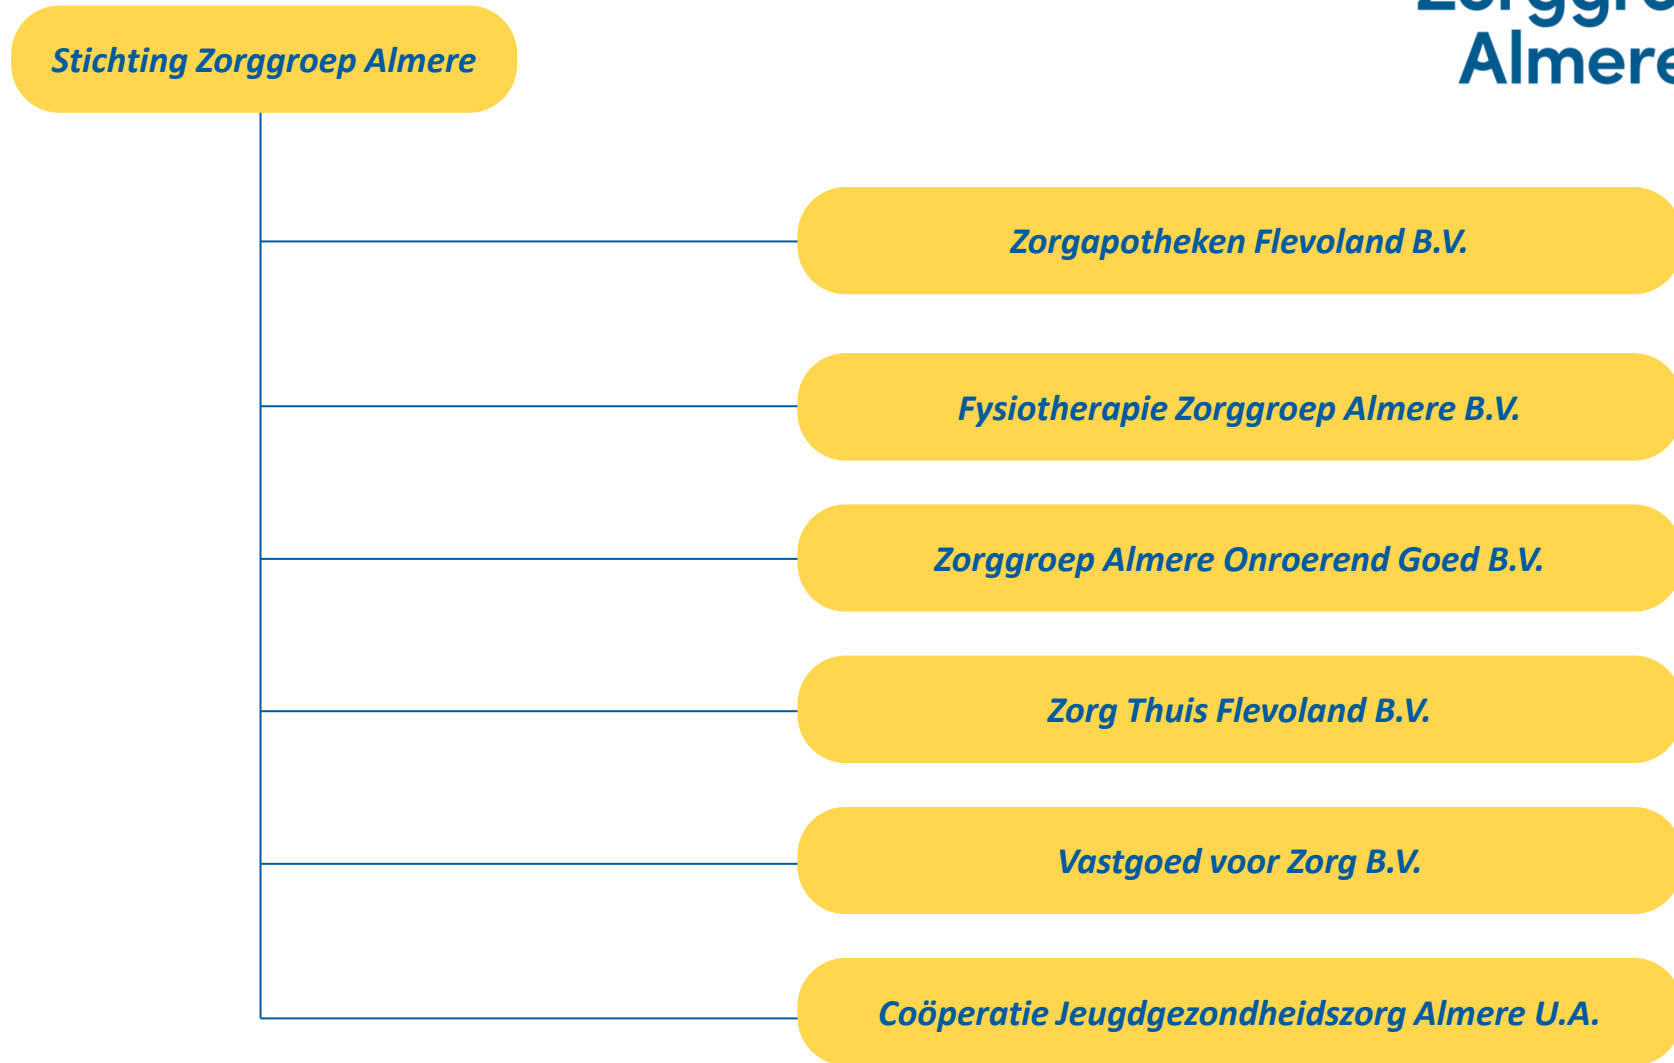 Stichting Zorggroep Almere
Almere
Zorgapotheken Flevoland B.V.
Fysiotherapie Zorggroep Almere B.V.
Zorggroep Almere Onroerend Goed B.V.
Zorg Thuis Flevoland B.V.
Vastgoed voor Zorg B.V.
Coöperatie Jeugdgezondheidszorg Almere U.A.